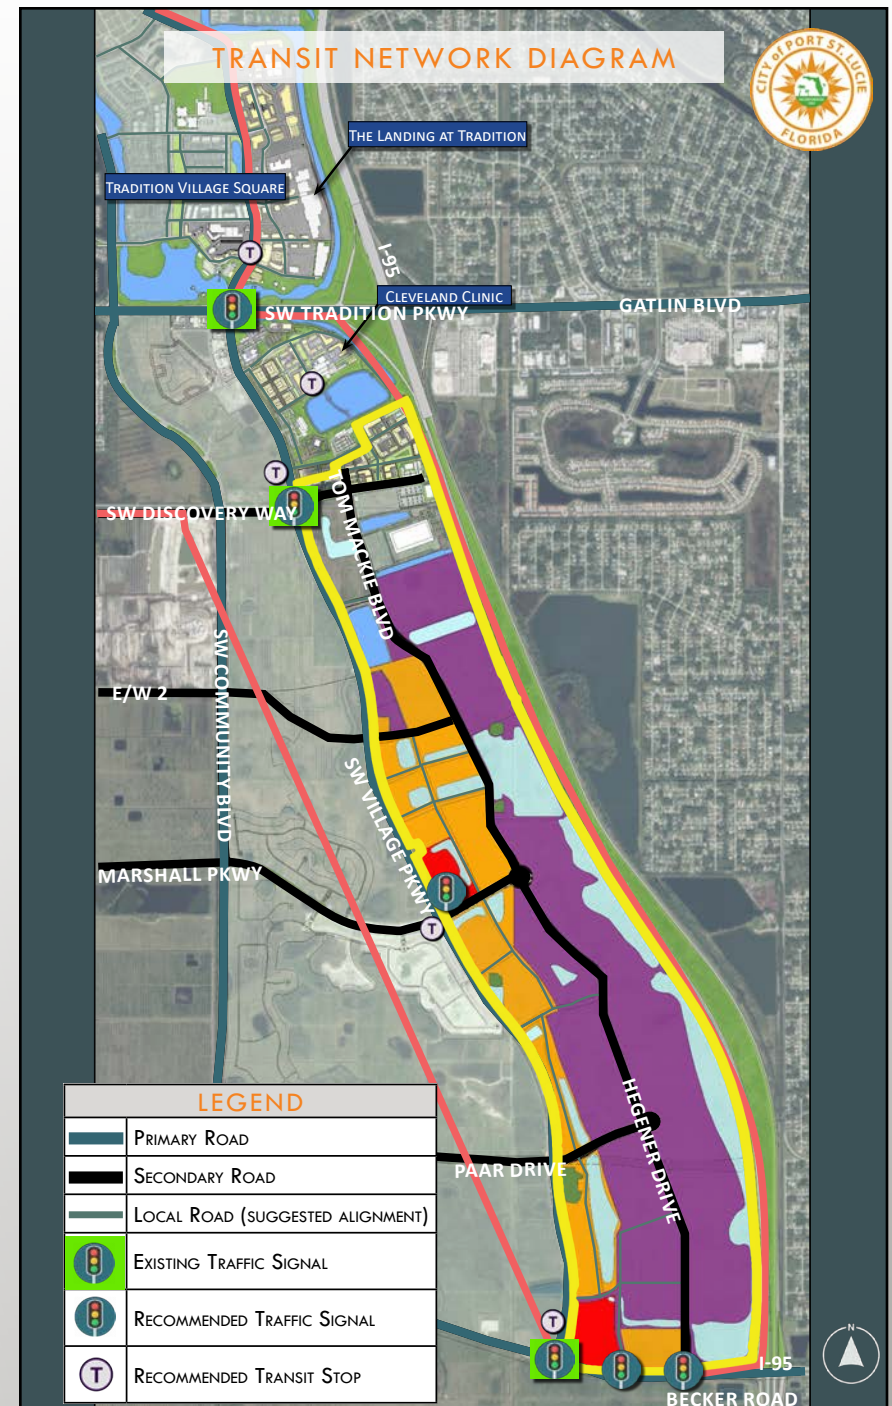 TRANSIT NETWORK DIAGRAM
CITY of PORT ST. LUCIE
FLORIDA
THE LANDING AT TRADITION
TRADITION VILLAGE SQUARE
T
I-95
CLEVELAND CLINIC
GATLIN BLVD
SW TRADITION PKWY
T
T
TOM MACKIE BLVD
SW DISCOVERY WAY
SW COMMUNITY BLVD
E/W 2
SW VILLAGE PKWY
MARSHALL PKWY
T
HEGENER DRIVE
PAAR DRIVE
LEGEND
PRIMARY ROAD
SECONDARY ROAD
LOCAL ROAD (SUGGESTED ALIGNMENT)
EXISTING TRAFFIC SIGNAL
RECOMMENDED TRAFFIC SIGNAL
T RECOMMENDED TRANSIT STOP
T
N
I-95
BECKER ROAD